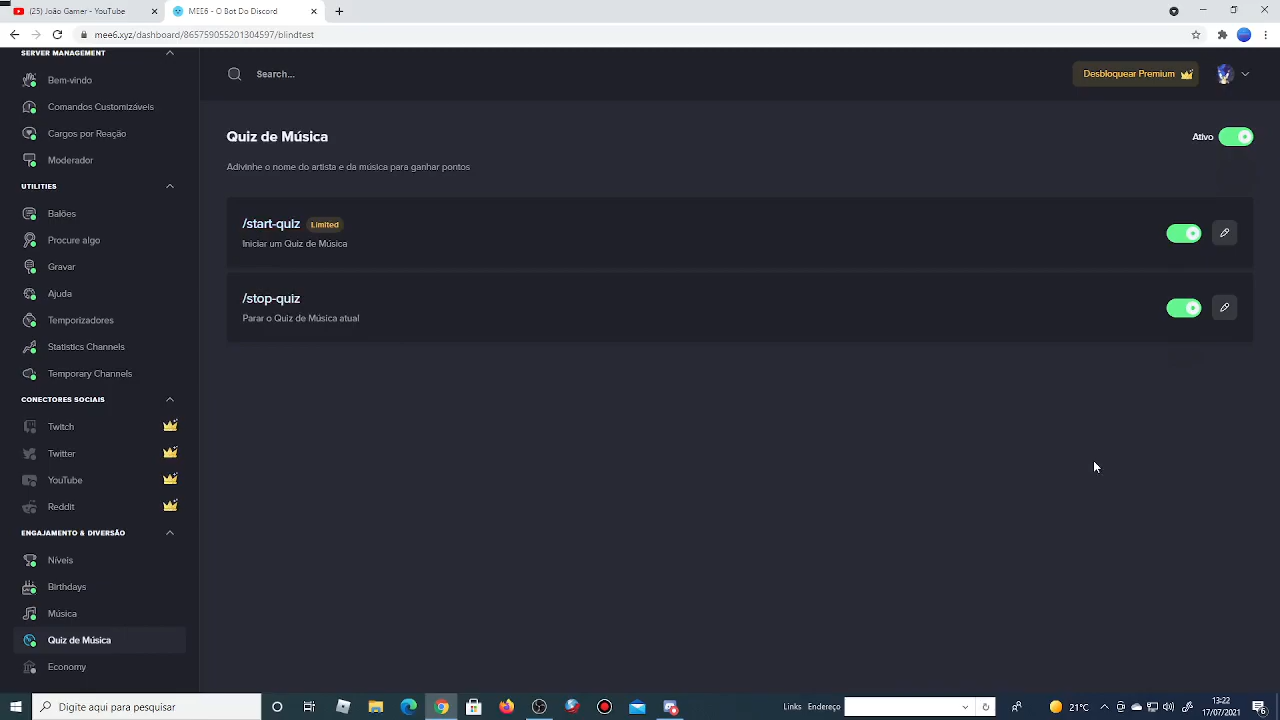 (25) João Gamer - YouTube
MEE6 - O Bot Do Discord
mee6.xyz/dashboard/865759055201304597/blindtest
SERVER MANAGEMENT
Bem-vindo
Comandos Customizáveis
Cargos por Reação
Moderador
UTILITIES
Balões
Procure algo
Gravar
Ajuda
Temporizadores
Statistics Channels
Temporary Channels
CONECTORES SOCIAIS
Twitch
Twitter
YouTube
Reddit
ENGAJAMENTO & DIVERSÃO
Níveis
Birthdays
Música
Quiz de Música
Economy
Search...
Desbloquear Premium
Quiz de Música
Ativo
Adivinhe o nome do artista e da música para ganhar pontos
/start-quiz Limited
Iniciar um Quiz de Música
/stop-quiz
Parar o Quiz de Música atual
Digite aqui para pesquisar
Links Endereço
21°C
13:22
17/07/2021
6